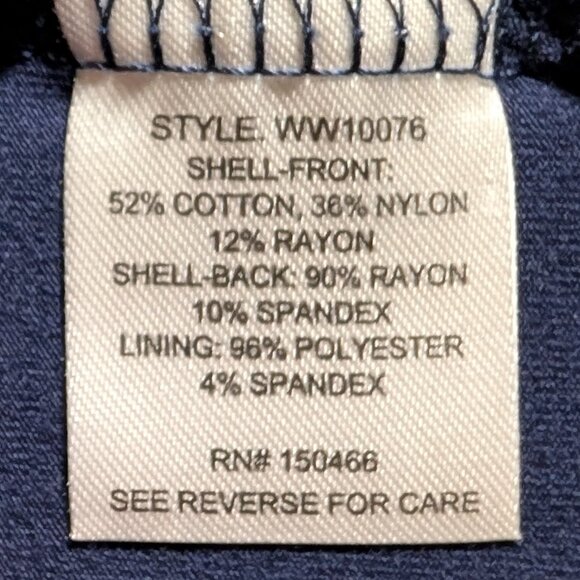 STYLE. WW10076
SHELL-FRONT:
52% COTTON, 36% NYLON
12% RAYON
SHELL-BACK: 90% RAYON
10% SPANDEX
LINING: 96% POLYESTER
4% SPANDEX
RN# 150466
SEE REVERSE FOR CARE